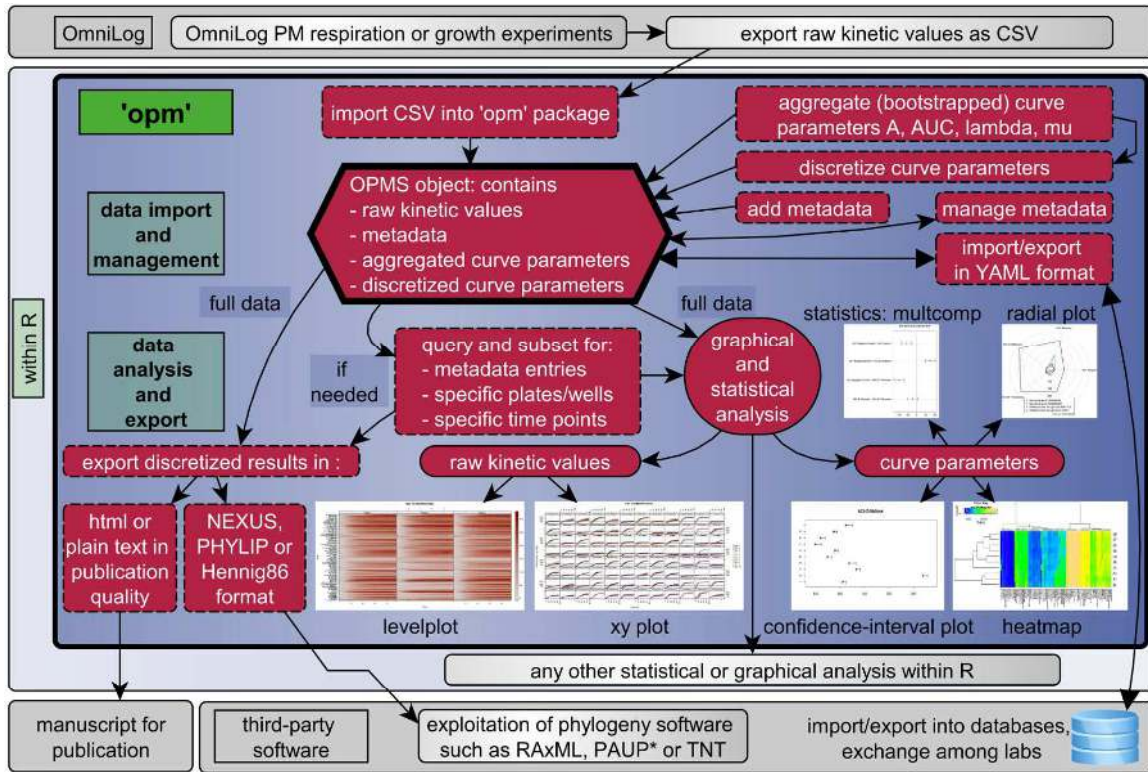 OmniLog
OmniLog PM respiration or growth experiments
export raw kinetic values as CSV
within R
'opm'
import CSV into 'opm' package
aggregate (bootstrapped) curve
parameters A, AUC, lambda, mu
discretize curve parameters
data import
and
management
OPMS object: contains
- raw kinetic values
- metadata
- aggregated curve parameters
- discretized curve parameters
add metadata
manage metadata
import/export
in YAML format
full data
full data
data
analysis
and
export
if
needed
query and subset for:
- metadata entries
- specific plates/wells
- specific time points
graphical
and
statistical
analysis
statistics: multcomp
radial plot
export discretized results in :
raw kinetic values
curve parameters
html or
plain text in
publication
quality
NEXUS,
PHYLIP or
Hennig86
format
levelplot
xy plot
confidence-interval plot
heatmap
any other statistical or graphical analysis within R
manuscript for
publication
third-party
software
exploitation of phylogeny software
such as RAxML, PAUP* or TNT
import/export into databases,
exchange among labs